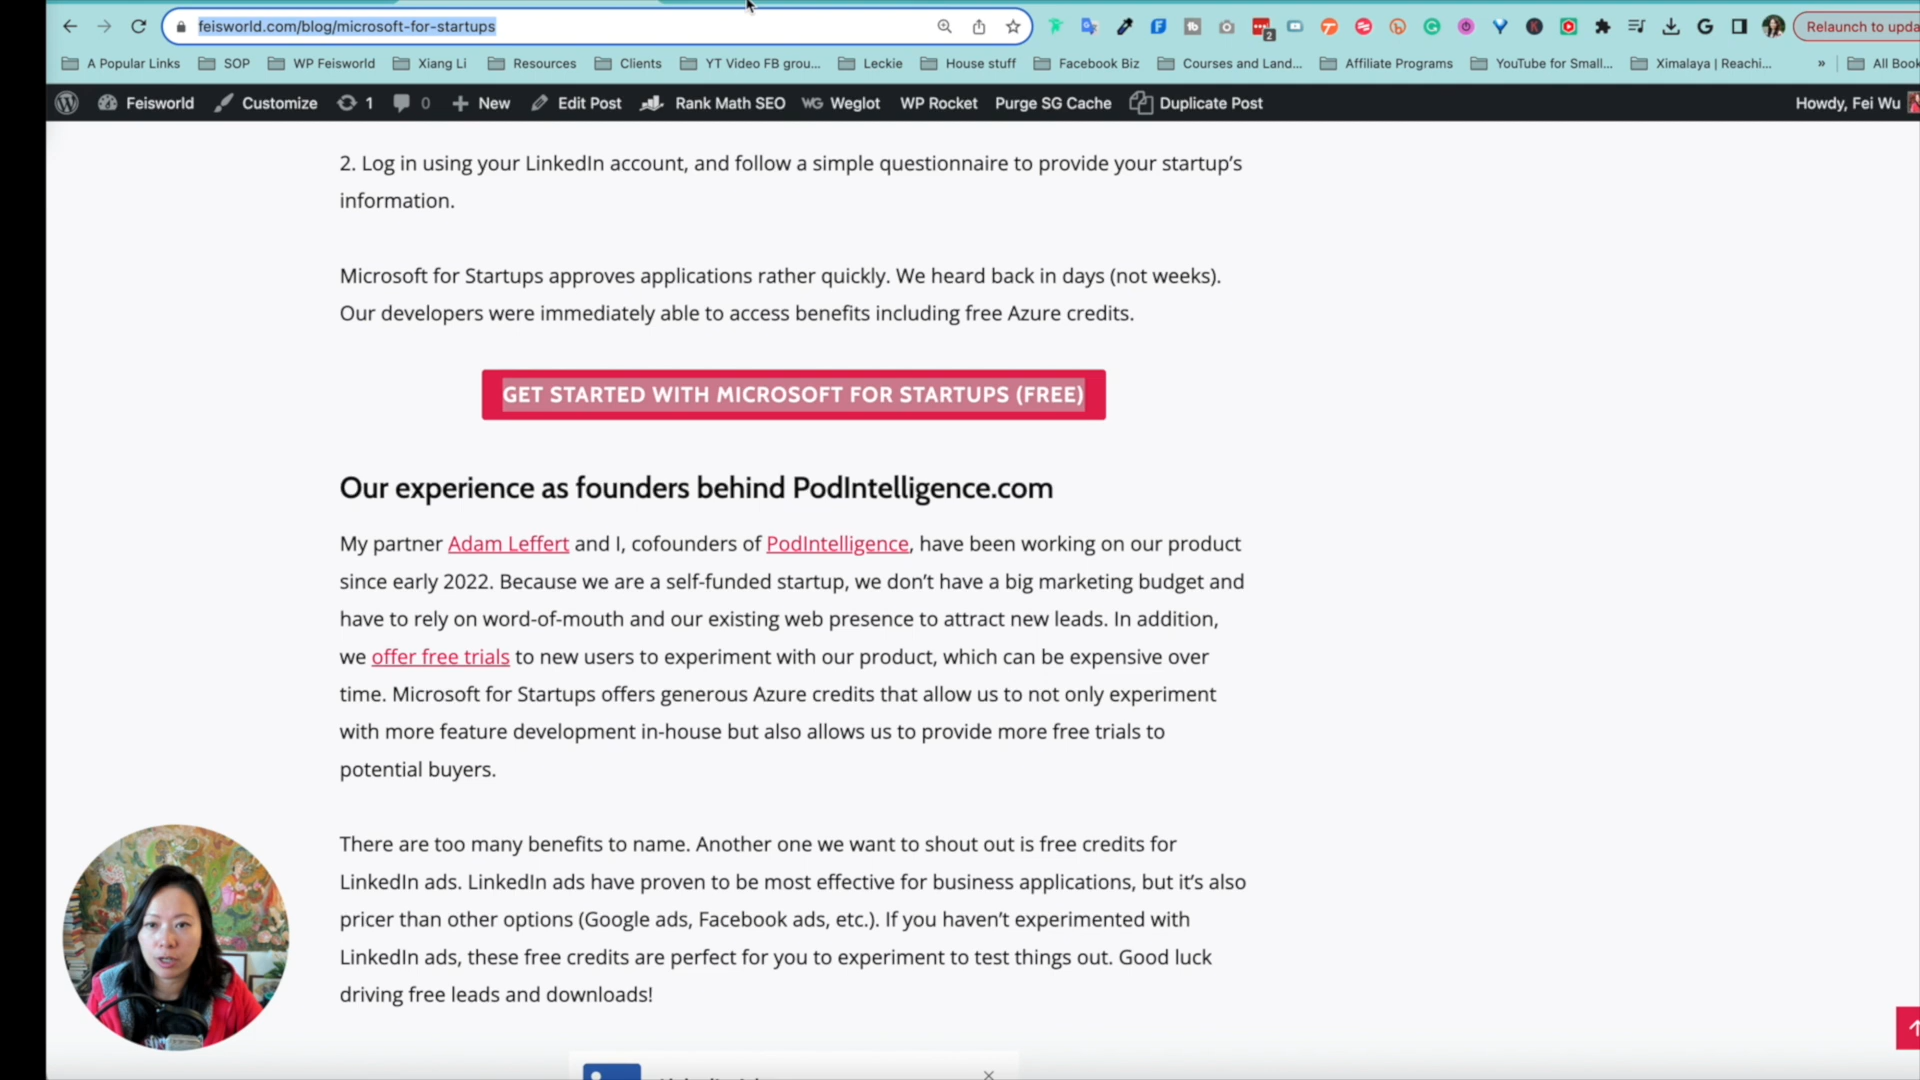 feisworld.com/blog/microsoft-for-startups
2
Relaunch to upda
A Popular Links
SOP
WP Feisworld
Xiang Li
Resources
Clients
YT Video FB grou...
Leckie
House stuff
Facebook Biz
Courses and Land...
Affiliate Programs
YouTube for Small...
Ximalaya | Reachi...
»
All Book
Feisworld
Customize
1
0
New
Edit Post
Rank Math SEO
WG Weglot
WP Rocket
Purge SG Cache
Duplicate Post
Howdy, Fei Wu
2. Log in using your LinkedIn account, and follow a simple questionnaire to provide your startup’s
information.
Microsoft for Startups approves applications rather quickly. We heard back in days (not weeks).
Our developers were immediately able to access benefits including free Azure credits.
GET STARTED WITH MICROSOFT FOR STARTUPS (FREE)
Our experience as founders behind PodIntelligence.com
My partner Adam Leffert and I, cofounders of PodIntelligence, have been working on our product
since early 2022. Because we are a self-funded startup, we don’t have a big marketing budget and
have to rely on word-of-mouth and our existing web presence to attract new leads. In addition,
we offer free trials to new users to experiment with our product, which can be expensive over
time. Microsoft for Startups offers generous Azure credits that allow us to not only experiment
with more feature development in-house but also allows us to provide more free trials to
potential buyers.
There are too many benefits to name. Another one we want to shout out is free credits for
LinkedIn ads. LinkedIn ads have proven to be most effective for business applications, but it’s also
pricer than other options (Google ads, Facebook ads, etc.). If you haven’t experimented with
LinkedIn ads, these free credits are perfect for you to experiment to test things out. Good luck
driving free leads and downloads!